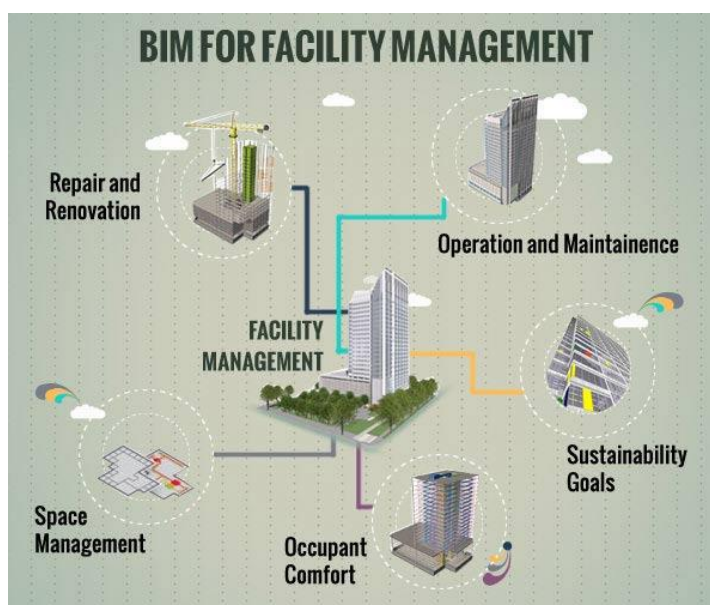 BIM FOR FACILITY MANAGEMENT
Repair and
Renovation
Operation and Maintainence
FACILITY
MANAGEMENT
Sustainability
Goals
Space
Management
Occupant
Comfort